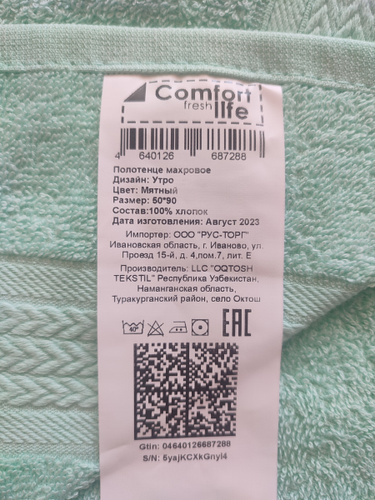 Comfort
fresh life
4 640126 687288
Полотенце махровое
Дизайн: Утро
Цвет: Мятный
Размер: 50*90
Состав:100% хлопок
Дата изготовления: Август 2023
Импортер: ООО "РУС-ТОРГ"
Ивановская область, г. Иваново, ул.
Проезд 15-й, д. 4,пом.7, лит. Е
Производитель: LLC "OQTOSH
TEKSTIL" Республика Узбекистан,
Наманганская область,
Туракурганский район, село Октош
40° EAC
Gtin: 04640126687288
S/N: 5yajKCXkGnyl4